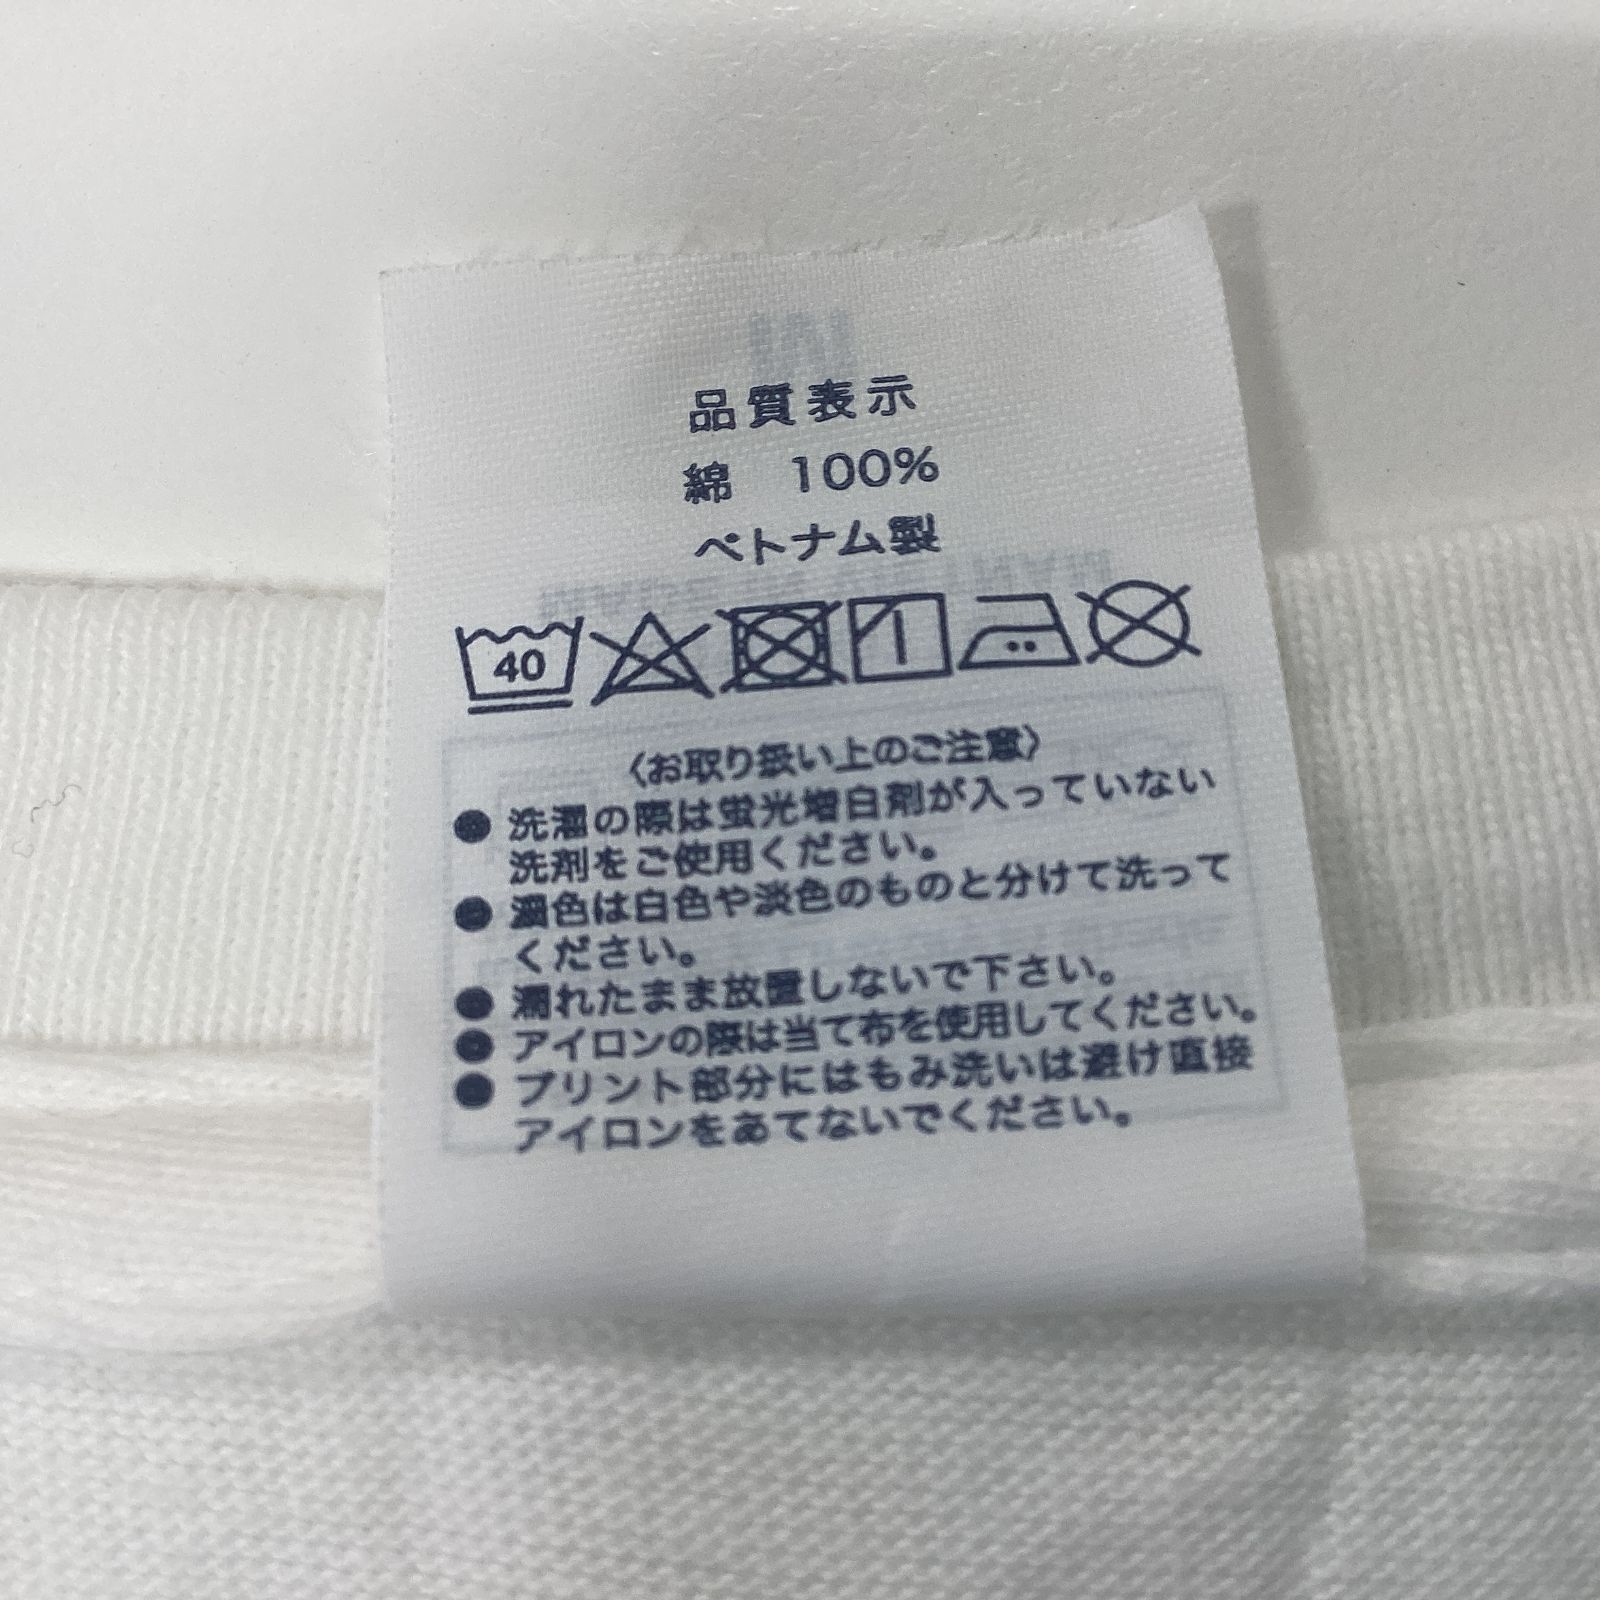 品質表示
綿 100%
ベトナム製
40
〈お取り扱い上のご注意〉
● 洗濯の際は蛍光増白剤が入っていない
洗剤をご使用ください。
● 濃色は白色や淡色のものと分けて洗って
ください。
● 濡れたまま放置しないで下さい。
● アイロンの際は当て布を使用してください。
● プリント部分にはもみ洗いは避け直接
アイロンをあてないでください。